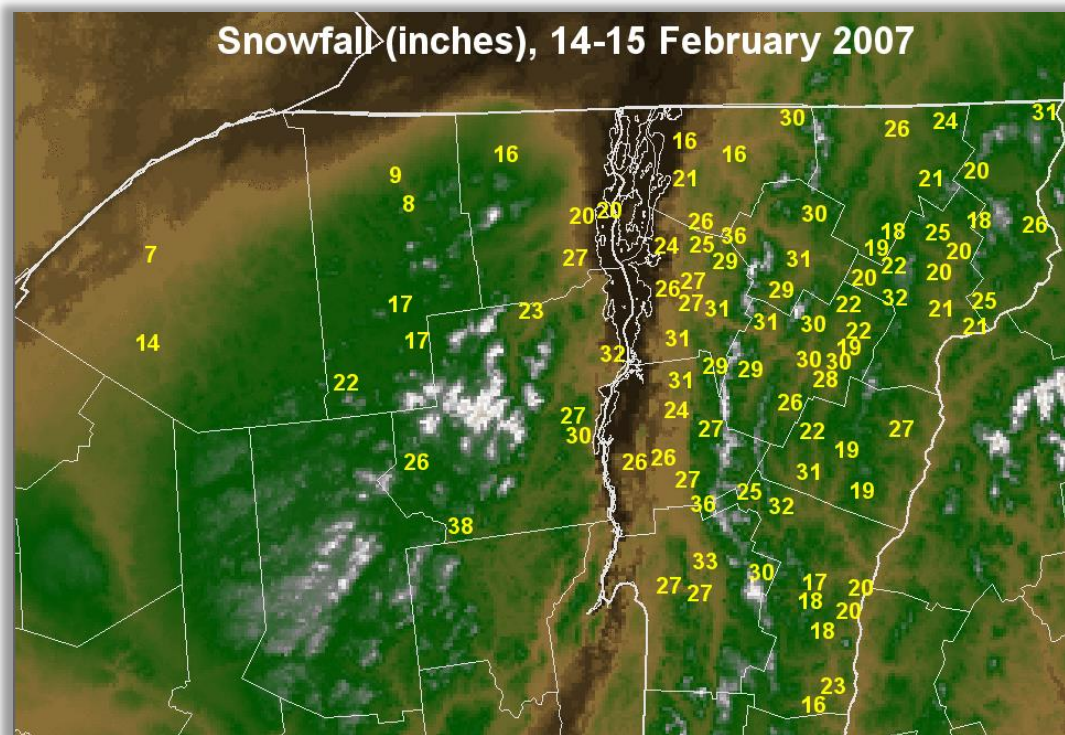 Snowfall (inches), 14-15 February 2007
30 26 24 31
16 16 16
9 21 21 20
8 20 20 26 30 18 25 18 26
7 27 24 25 36 29 31 19 22 20 20
17 26 27 27 31 29 20 22 32 21 25
14 17 23 32 31 31 30 22 19 21
22 31 29 29 30 30 28
27 30 24 27 26 22 19 27
26 26 26 27 31 19
38 36 25 32
33 30
27 27 17 18 20 20
18
23
16